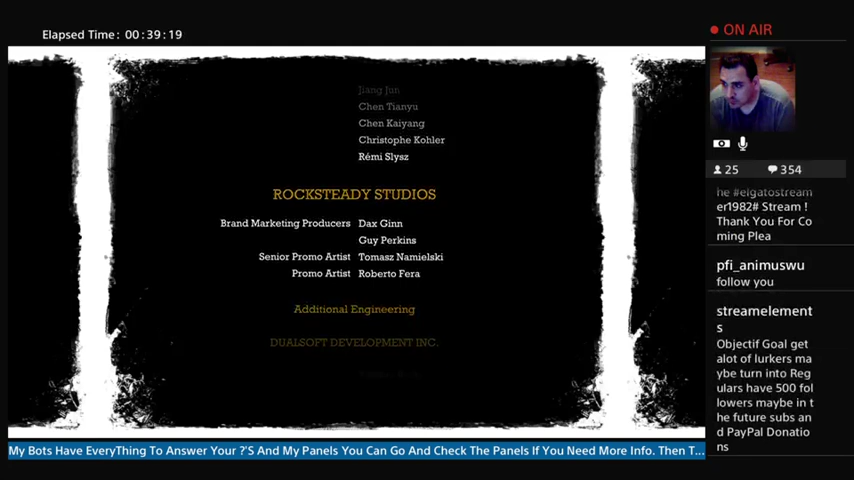 Elapsed Time: 00:39:19
ON AIR
Jiang Jun
Chen Tianyu
Chen Kaiyang
Christophe Kohler
Rémi Slysz
ROCKSTEADY STUDIOS
Brand Marketing Producers Dax Ginn
Guy Perkins
Senior Promo Artist Tomasz Namielski
Promo Artist Roberto Fera
Additional Engineering
DUALSOFT DEVELOPMENT INC.
25 354
he #elgatostream
er1982# Stream !
Thank You For Co
ming Plea
pfi_animuswu
follow you
streamelement
s
Objectif Goal get
alot of lurkers ma
ybe turn into Reg
ulars have 500 fol
lowers maybe in t
he future subs an
d PayPal Donatio
ns
My Bots Have EveryThing To Answer Your ?'S And My Panels You Can Go And Check The Panels If You Need More Info. Then T...